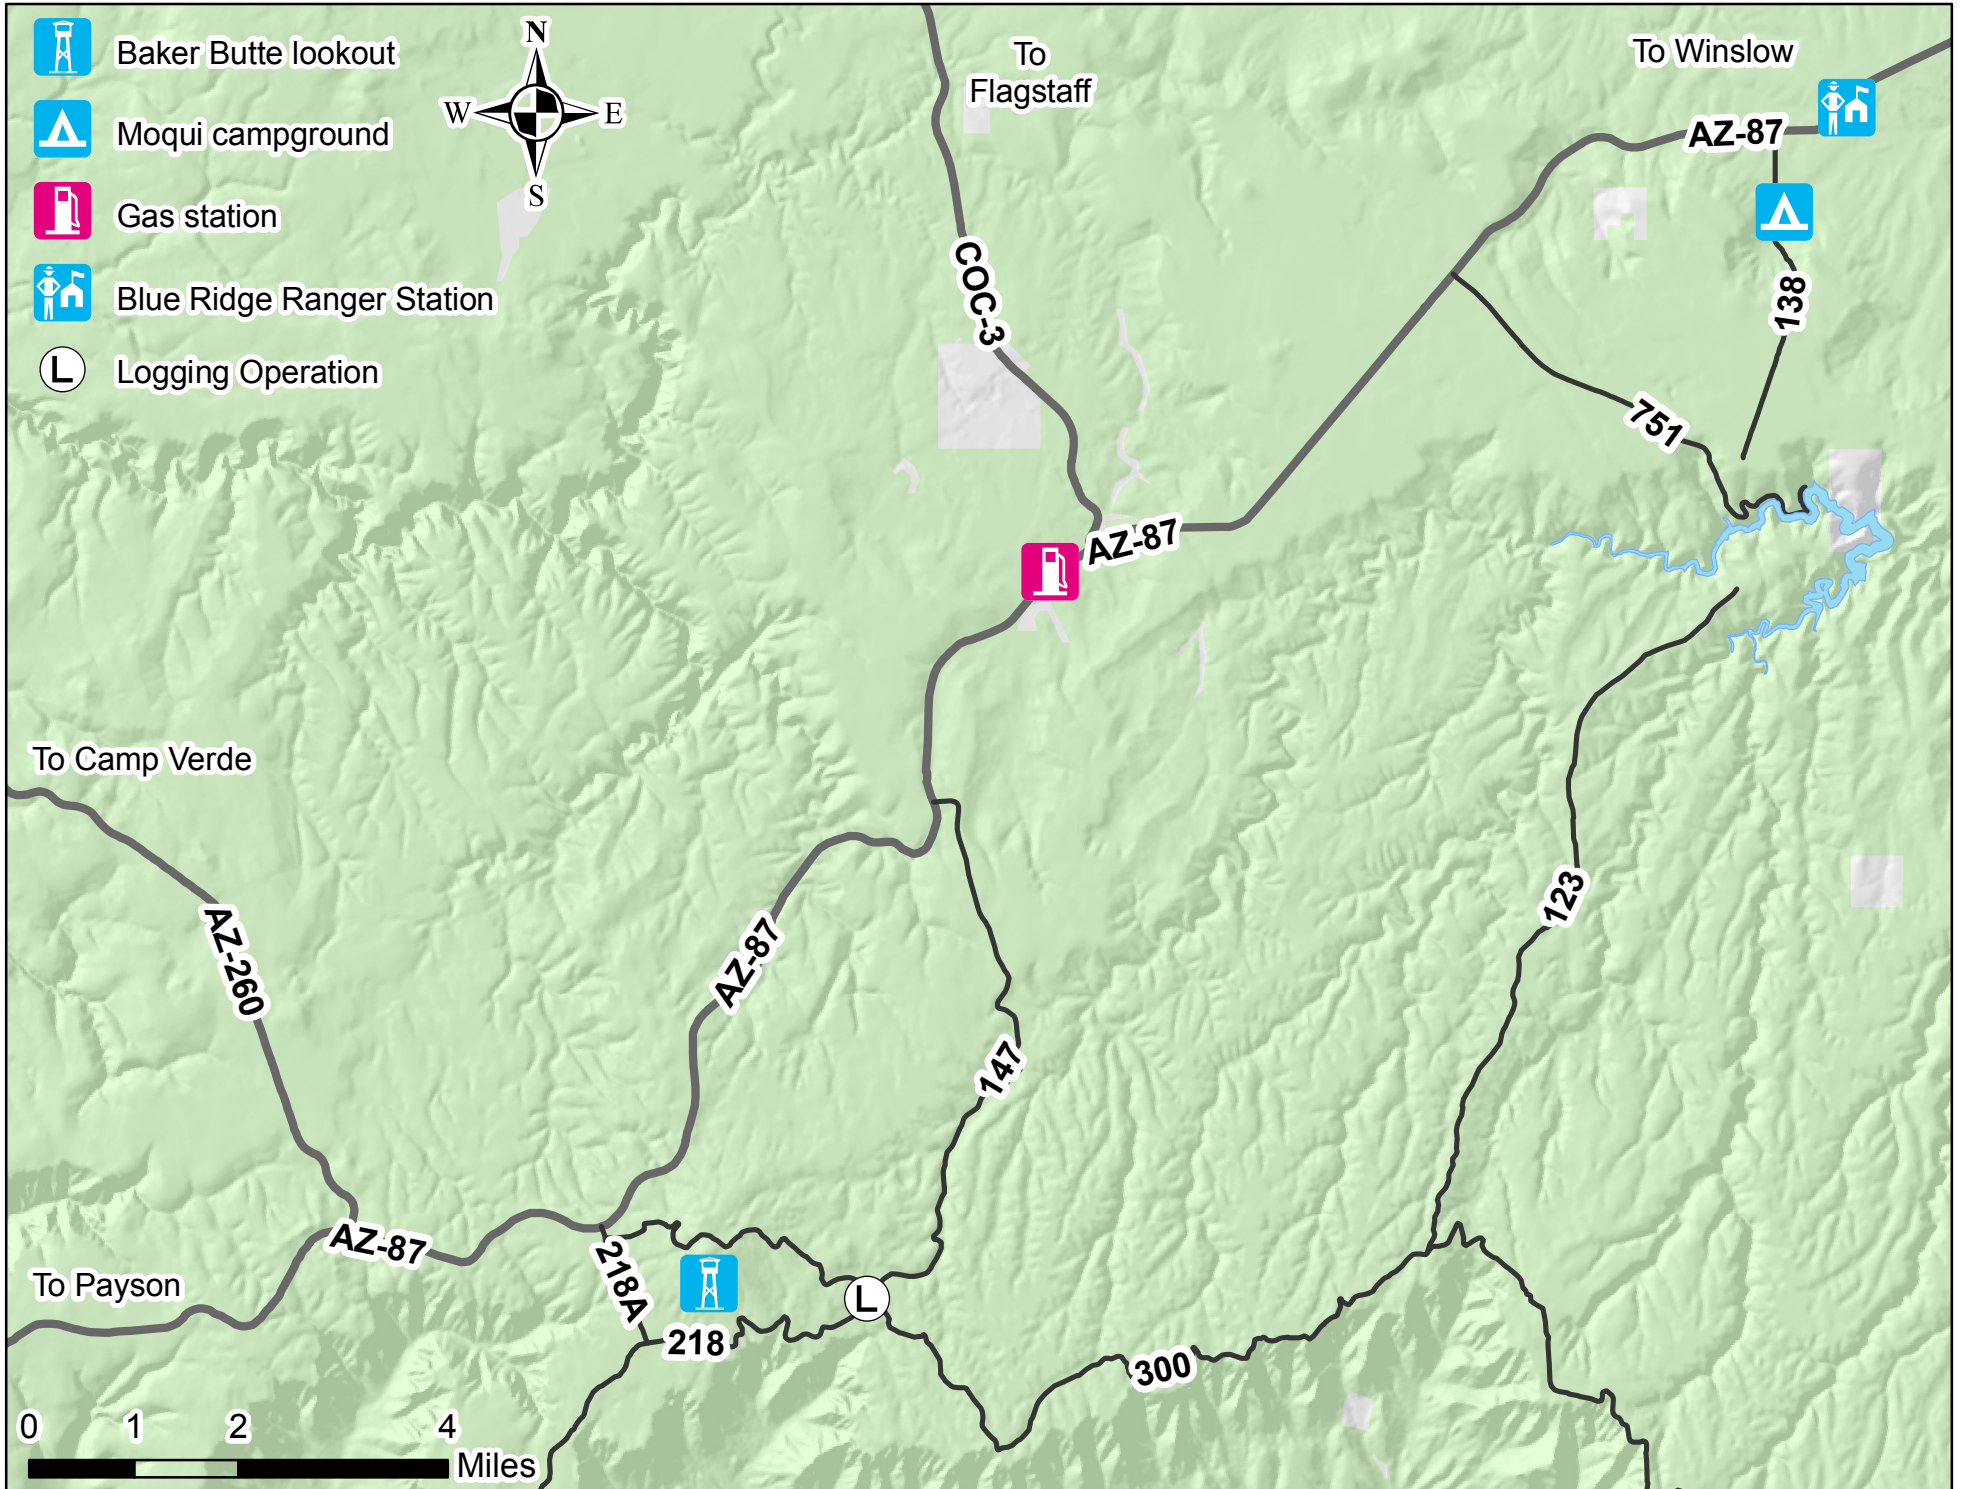 Baker Butte lookout
Moqui campground
Gas station
Blue Ridge Ranger Station
L
Logging Operation
N
W
E
S
To
Flagstaff
To Winslow
AZ-87
COC-3
138
751
AZ-87
To Camp Verde
AZ-260
AZ-87
123
147
AZ-87
218A
To Payson
L
218
300
0 1 2 4
Miles